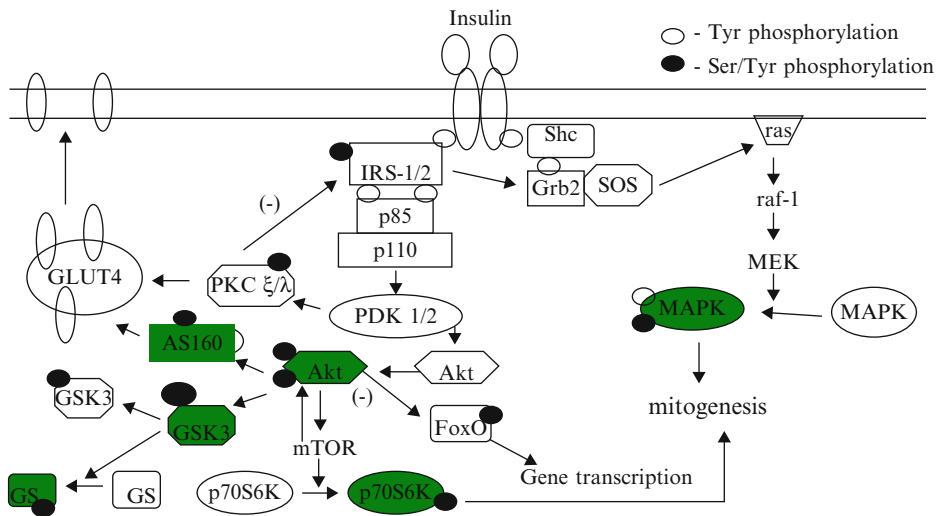 Insulin
- Tyr phosphorylation
- Ser/Tyr phosphorylation
Shc
ras
IRS-1/2
Grb2
SOS
raf-1
(-)
p85
p110
MEK
GLUT4
PKC ξ/λ
PDK 1/2
MAPK
MAPK
AS160
Akt
Akt
(-)
GSK3
GSK3
FoxO
mitogenesis
mTOR
Gene transcription
GS
GS
p70S6K
p70S6K